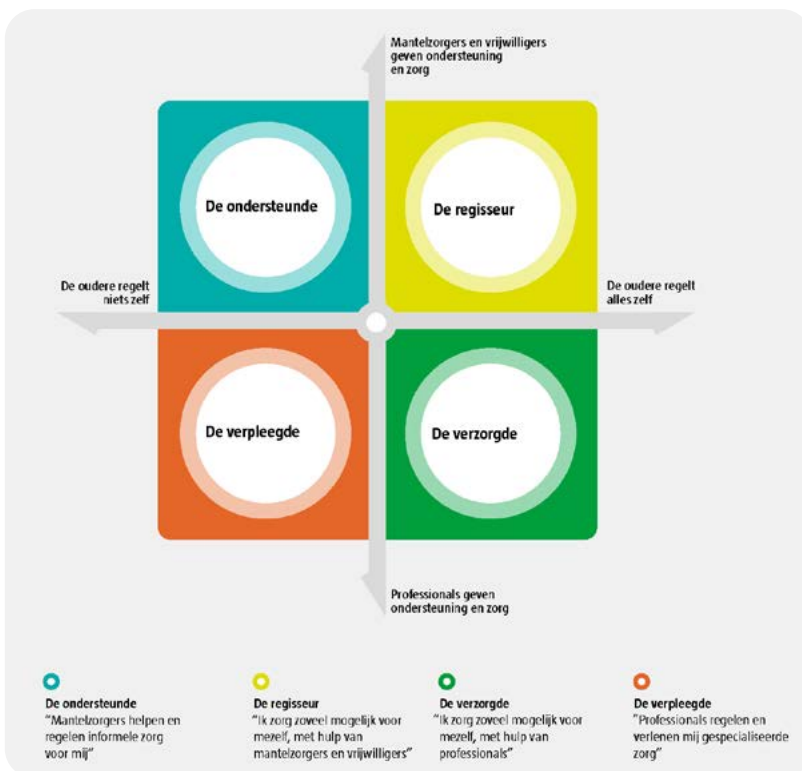 Mantelzorgers en vrijwilligers
geven ondersteuning
en zorg
De ondersteunde
De regisseur
De oudere regelt
niets zelf
De oudere regelt
alles zelf
De verpleegde
De verzorgde
Professionals geven
ondersteuning en zorg
De ondersteunde
"Mantelzorgers helpen en
regelen informele zorg
voor mij"
De regisseur
"Ik zorg zoveel mogelijk voor
mezelf, met hulp van
mantelzorgers en vrijwilligers"
De verzorgde
"Ik zorg zoveel mogelijk voor
mezelf, met hulp van
professionals"
De verpleegde
"Professionals regelen en
verlenen mij gespecialiseerde
zorg"